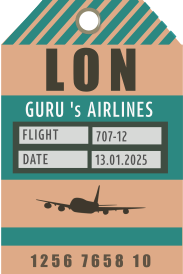 LON
GURU 's AIRLINES
FLIGHT 707-12
DATE 13.01.2025
1256 7658 10